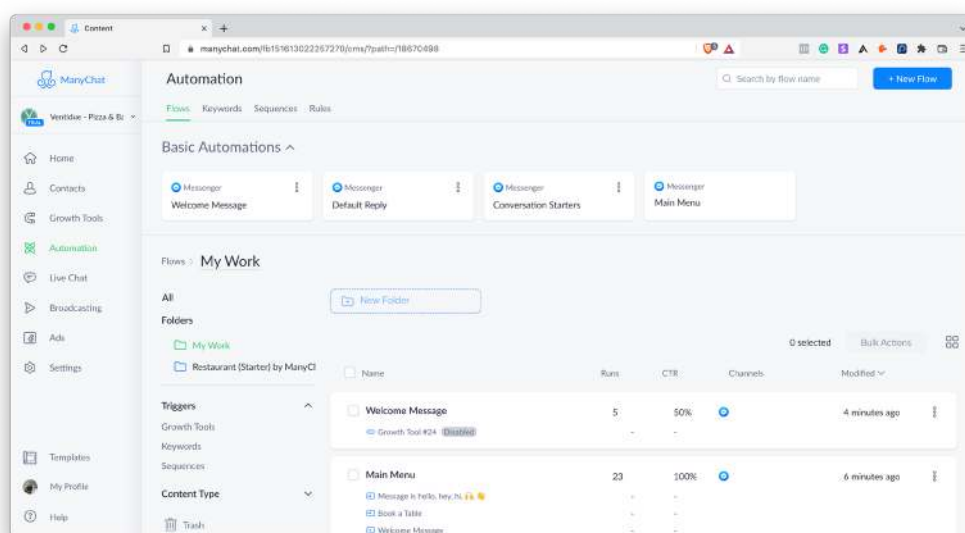 Content
manychat.com/fb151613022257270/cms/?path=/18670498
ManyChat
Automation
Search by flow name
+ New Flow
Ventidue - Pizza & Ba
TRIAL
Flows Keywords Sequences Rules
Home
Contacts
Growth Tools
Automation
Live Chat
Broadcasting
Ads
Settings
Templates
My Profile
Help
Basic Automations
Messenger
Welcome Message
Messenger
Default Reply
Messenger
Conversation Starters
Messenger
Main Menu
Flows > My Work
All
Folders
My Work
Restaurant (Starter) by ManyCl
Triggers
Growth Tools
Keywords
Sequences
Content Type
Trash
New Folder
0 selected Bulk Actions
Name Runs CTR Channels Modified
Welcome Message 5 50% 4 minutes ago
Growth Tool #24 Disabled - -
Main Menu 23 100% 6 minutes ago
Message is hello, hey, hi, 🙌 👋 - -
Book a Table - -
Welcome Message - -